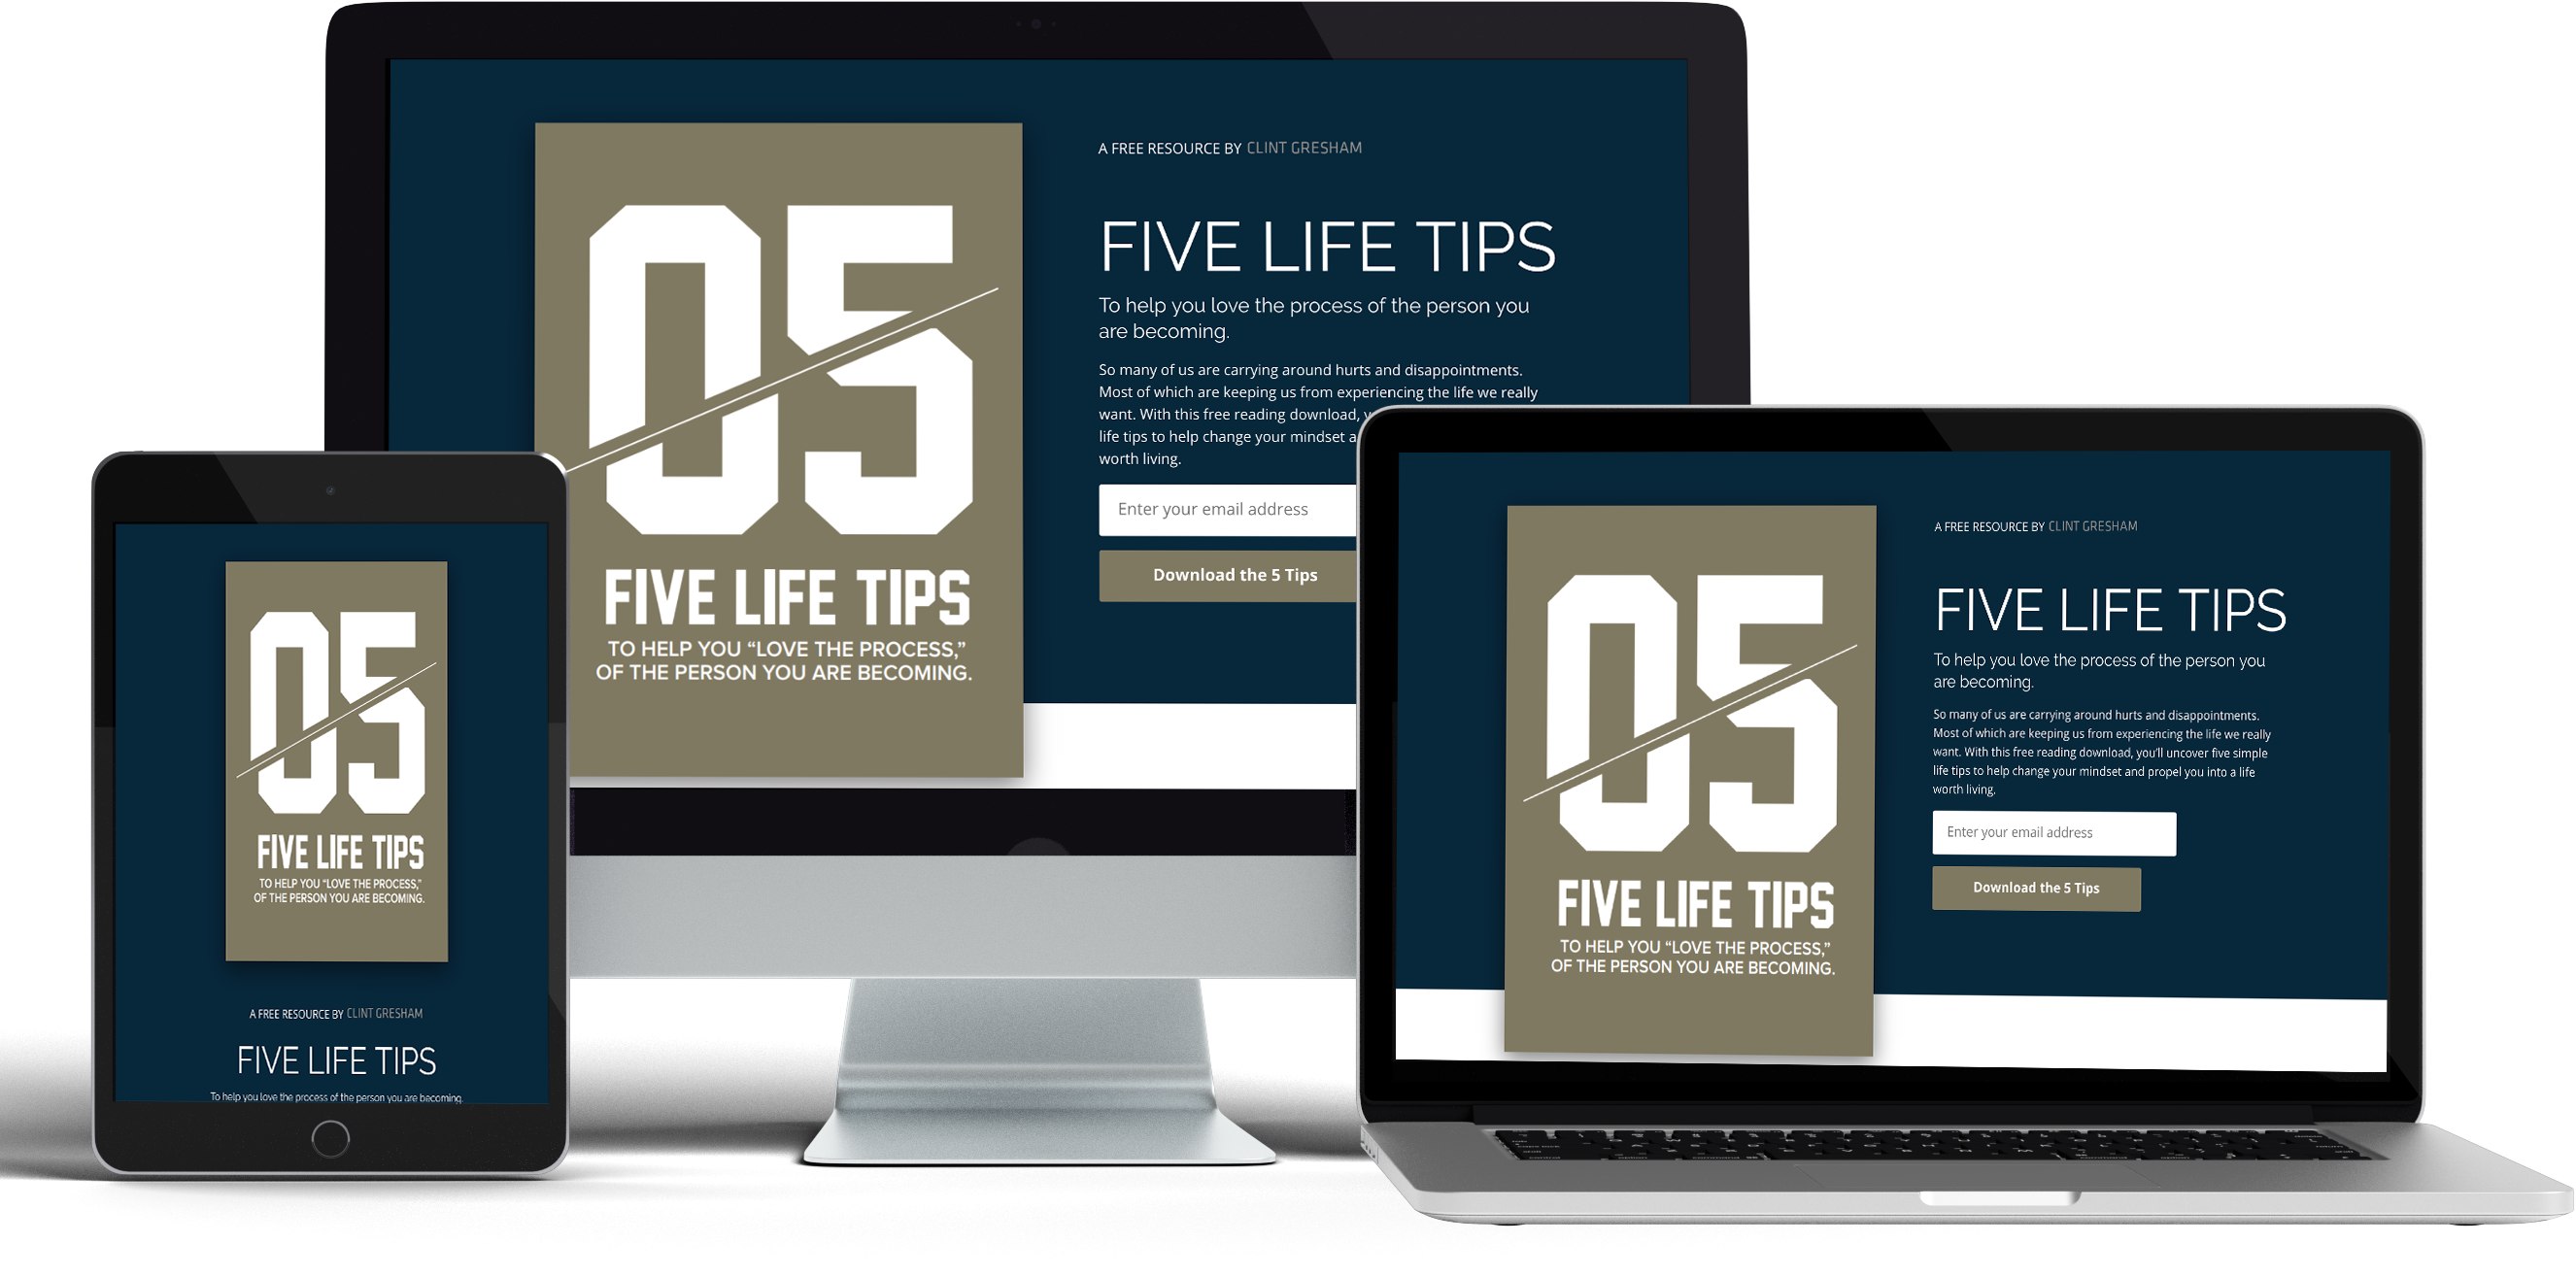 05
FIVE LIFE TIPS
TO HELP YOU “LOVE THE PROCESS,”
OF THE PERSON YOU ARE BECOMING.
A FREE RESOURCE BY CLINT GRESHAM
FIVE LIFE TIPS
To help you love the process of the person you
are becoming.
So many of us are carrying around hurts and disappointments.
Most of which are keeping us from experiencing the life we really
want. With this free reading download,
life tips to help change your mindset a
worth living.
Enter your email address
Download the 5 Tips
05
FIVE LIFE TIPS
TO HELP YOU “LOVE THE PROCESS,”
OF THE PERSON YOU ARE BECOMING.
A FREE RESOURCE BY CLINT GRESHAM
FIVE LIFE TIPS
To help you love the process of the person you are becoming.
05
FIVE LIFE TIPS
TO HELP YOU “LOVE THE PROCESS,”
OF THE PERSON YOU ARE BECOMING.
A FREE RESOURCE BY CLINT GRESHAM
FIVE LIFE TIPS
To help you love the process of the person you
are becoming.
So many of us are carrying around hurts and disappointments.
Most of which are keeping us from experiencing the life we really
want. With this free reading download, you’ll uncover five simple
life tips to help change your mindset and propel you into a life
worth living.
Enter your email address
Download the 5 Tips